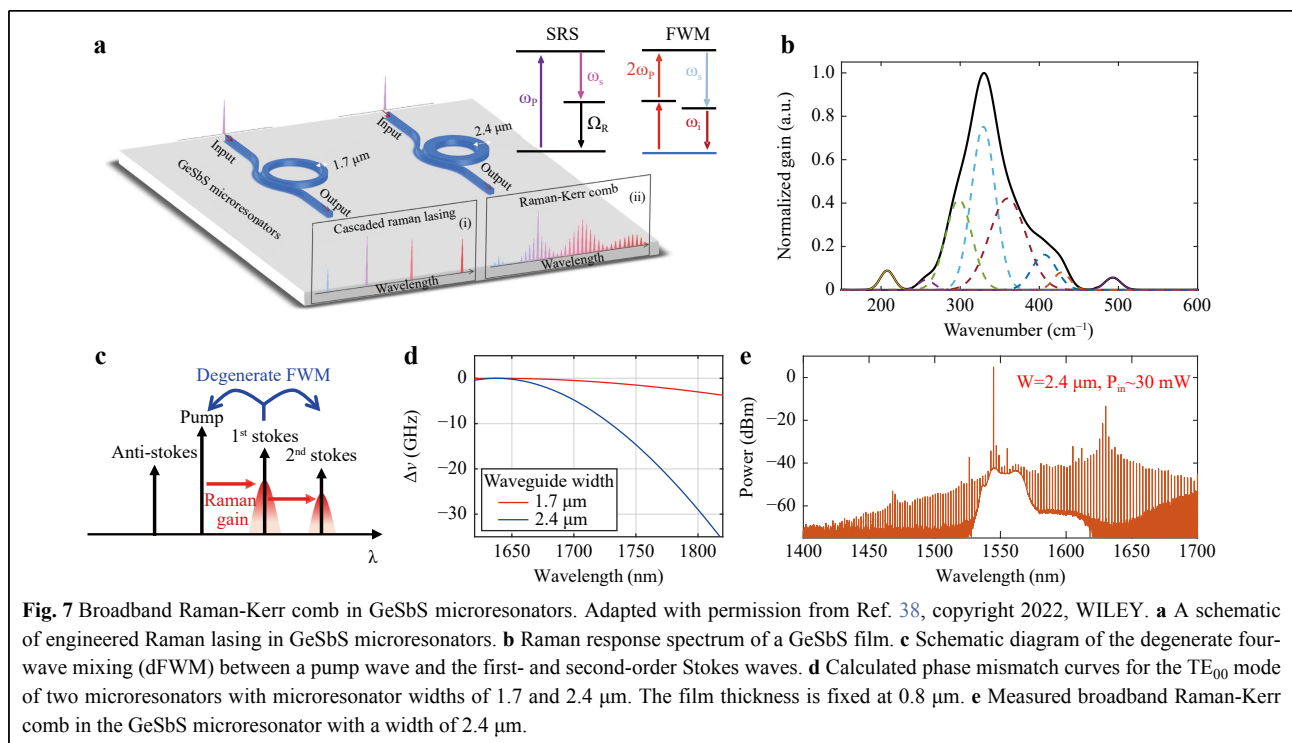 a
SRS
FWM
ω_P
ω_s
Ω_R
2ω_P
ω_s
ω_i
Input
1.7 μm
Output
Input
2.4 μm
Output
GeSbS microresonators
Cascaded raman lasing
(i)
Wavelength
Raman-Kerr comb
(ii)
Wavelength
b
Normalized gain (a.u.)
1.0
0.8
0.6
0.4
0.2
0
200
300
400
500
600
Wavenumber (cm⁻¹)
c
Degenerate FWM
Pump
Anti-stokes
1st stokes
2nd stokes
Raman
gain
λ
d
Δν (GHz)
0
−10
−20
−30
Waveguide width
1.7 μm
2.4 μm
1650
1700
1750
1800
Wavelength (nm)
e
W=2.4 μm, P_in~30 mW
Power (dBm)
0
−20
−40
−60
1400
1450
1500
1550
1600
1650
1700
Wavelength (nm)
Fig. 7 Broadband Raman-Kerr comb in GeSbS microresonators. Adapted with permission from Ref. 38, copyright 2022, WILEY. a A schematic
of engineered Raman lasing in GeSbS microresonators. b Raman response spectrum of a GeSbS film. c Schematic diagram of the degenerate four-
wave mixing (dFWM) between a pump wave and the first- and second-order Stokes waves. d Calculated phase mismatch curves for the TE₀₀ mode
of two microresonators with microresonator widths of 1.7 and 2.4 μm. The film thickness is fixed at 0.8 μm. e Measured broadband Raman-Kerr
comb in the GeSbS microresonator with a width of 2.4 μm.